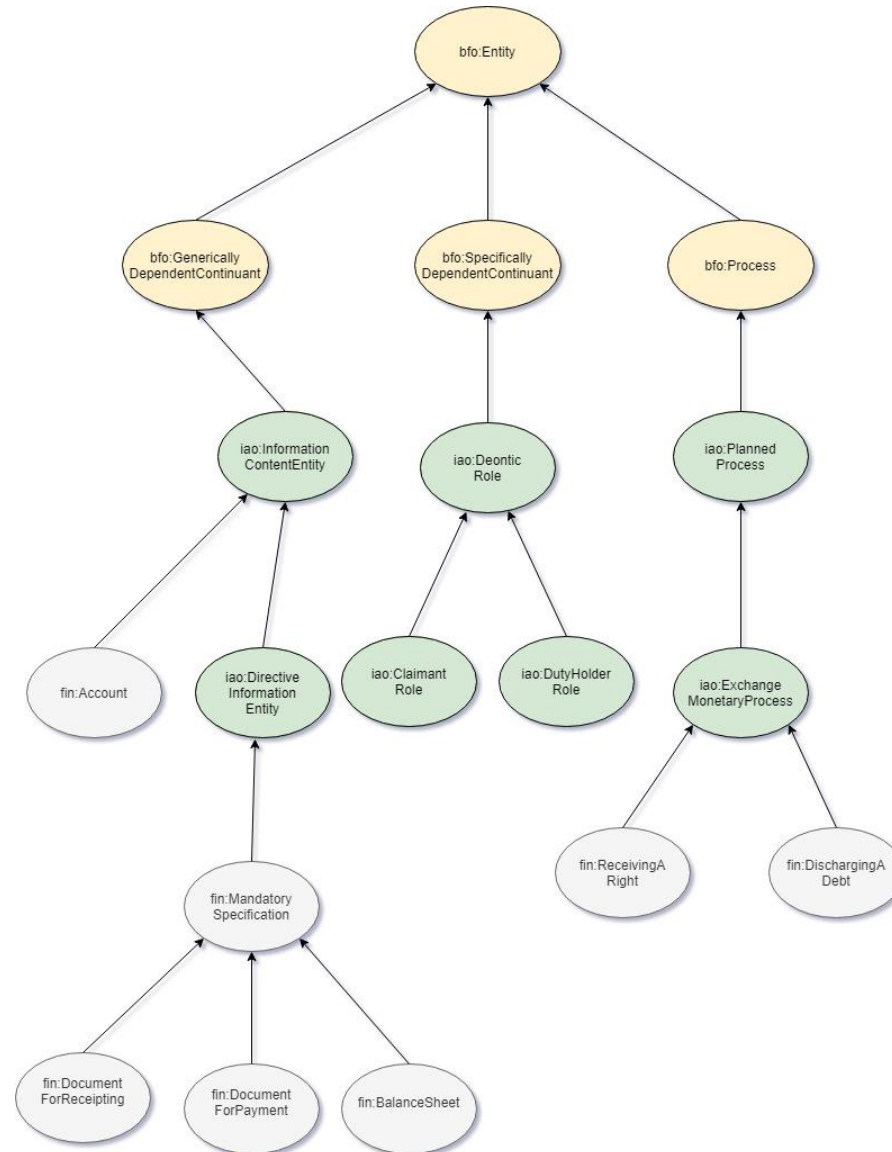 bfo:Entity
bfo:Generically
DependentContinuant
bfo:Specifically
DependentContinuant
bfo:Process
iao:Information
ContentEntity
iao:Deontic
Role
iao:Planned
Process
fin:Account
iao:Directive
Information
Entity
iao:Claimant
Role
iao:DutyHolder
Role
iao:Exchange
MonetaryProcess
fin:ReceivingA
Right
fin:DischargingA
Debt
fin:Mandatory
Specification
fin:Document
ForReceipting
fin:Document
ForPayment
fin:BalanceSheet